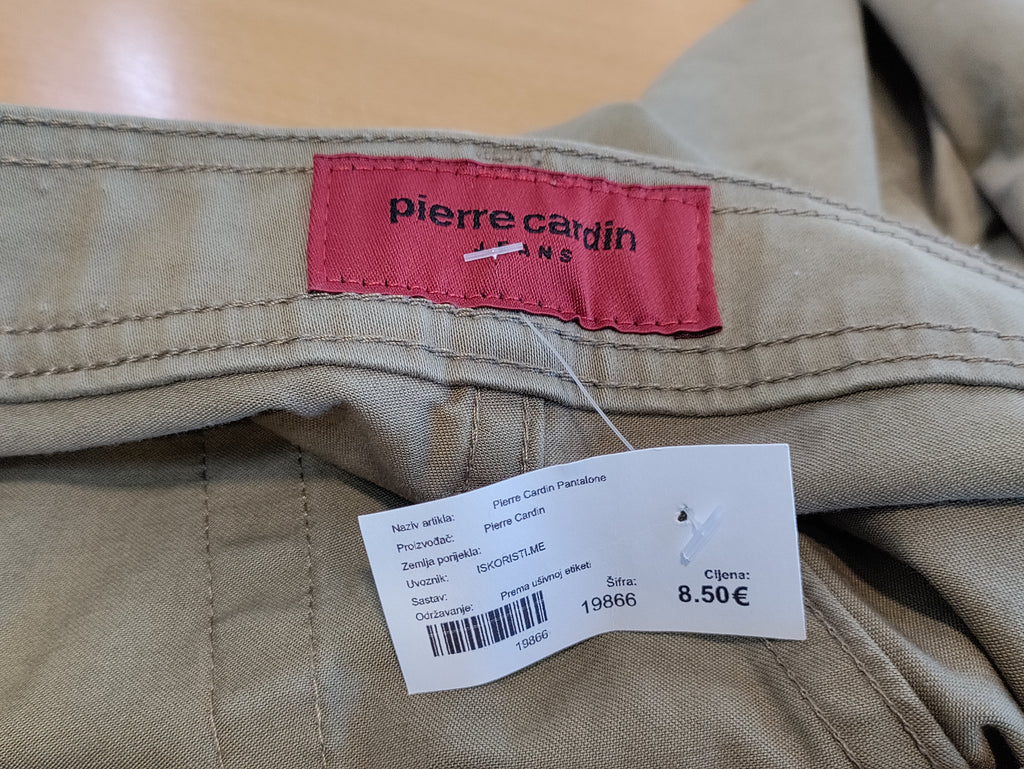 pierre cardin
JEANS
Naziv artikla: Pierre Cardin Pantalone
Proizvođač: Pierre Cardin
Zemlja porijekla:
Uvoznik: ISKORISTI.ME
Sastav:
Održavanje: Prema ušivnoj etiketi
19866
Šifra:
19866
Cijena:
8.50€